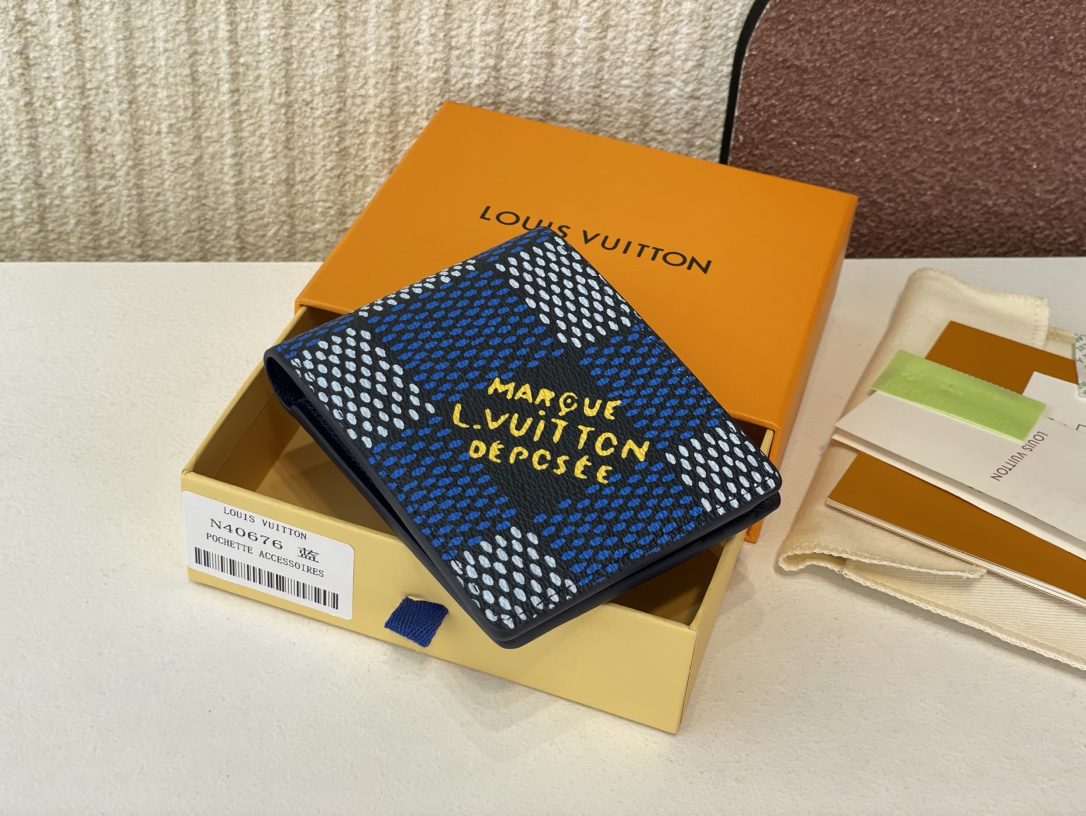 LOUIS VUITTON
MARQUE
L.VUITTON
DEPOSÉE
LOUIS VUITTON
N40676 蓝
POCHETTE ACCESSOIRES
LOUIS VUITTON